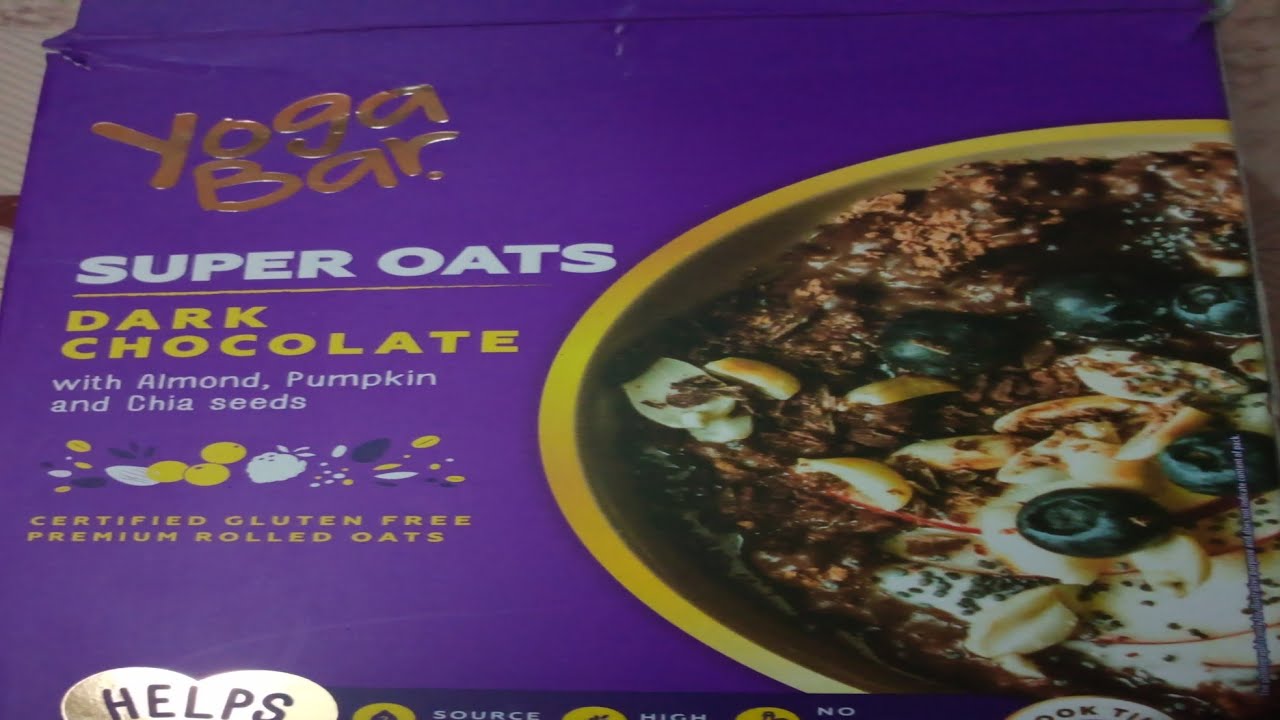 Yoga
Bar.
SUPER OATS
DARK
CHOCOLATE
with Almond, Pumpkin
and Chia seeds
CERTIFIED GLUTEN FREE
PREMIUM ROLLED OATS
HELPS
SOURCE
HIGH
NO